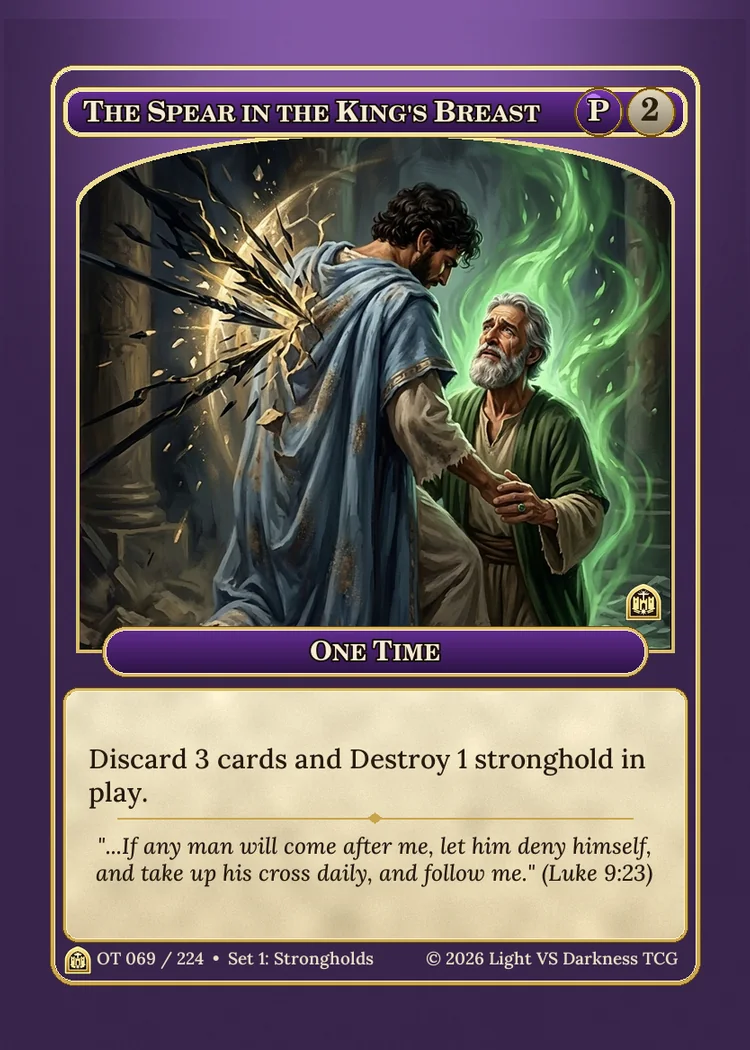 The Spear in the King's Breast P 2
One Time
Discard 3 cards and Destroy 1 stronghold in
play.
"...If any man will come after me, let him deny himself,
and take up his cross daily, and follow me." (Luke 9:23)
OT 069 / 224 • Set 1: Strongholds © 2026 Light VS Darkness TCG